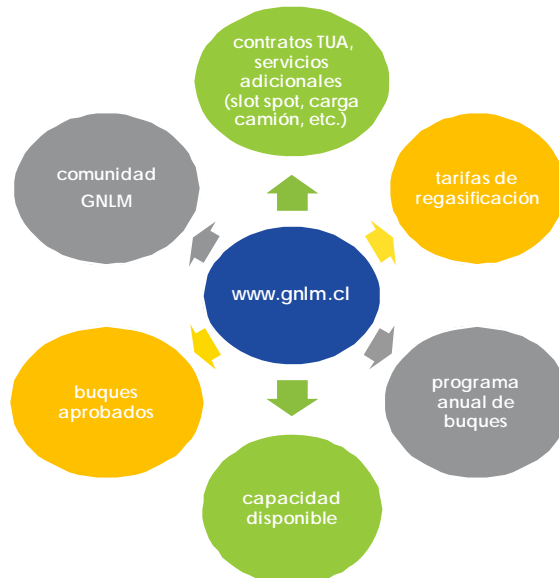 contratos TUA,
servicios
adicionales
(slot spot, carga
camión, etc.)
comunidad
GNLM
tarifas de
regasificación
www.gnlm.cl
buques
aprobados
programa
anual de
buques
capacidad
disponible